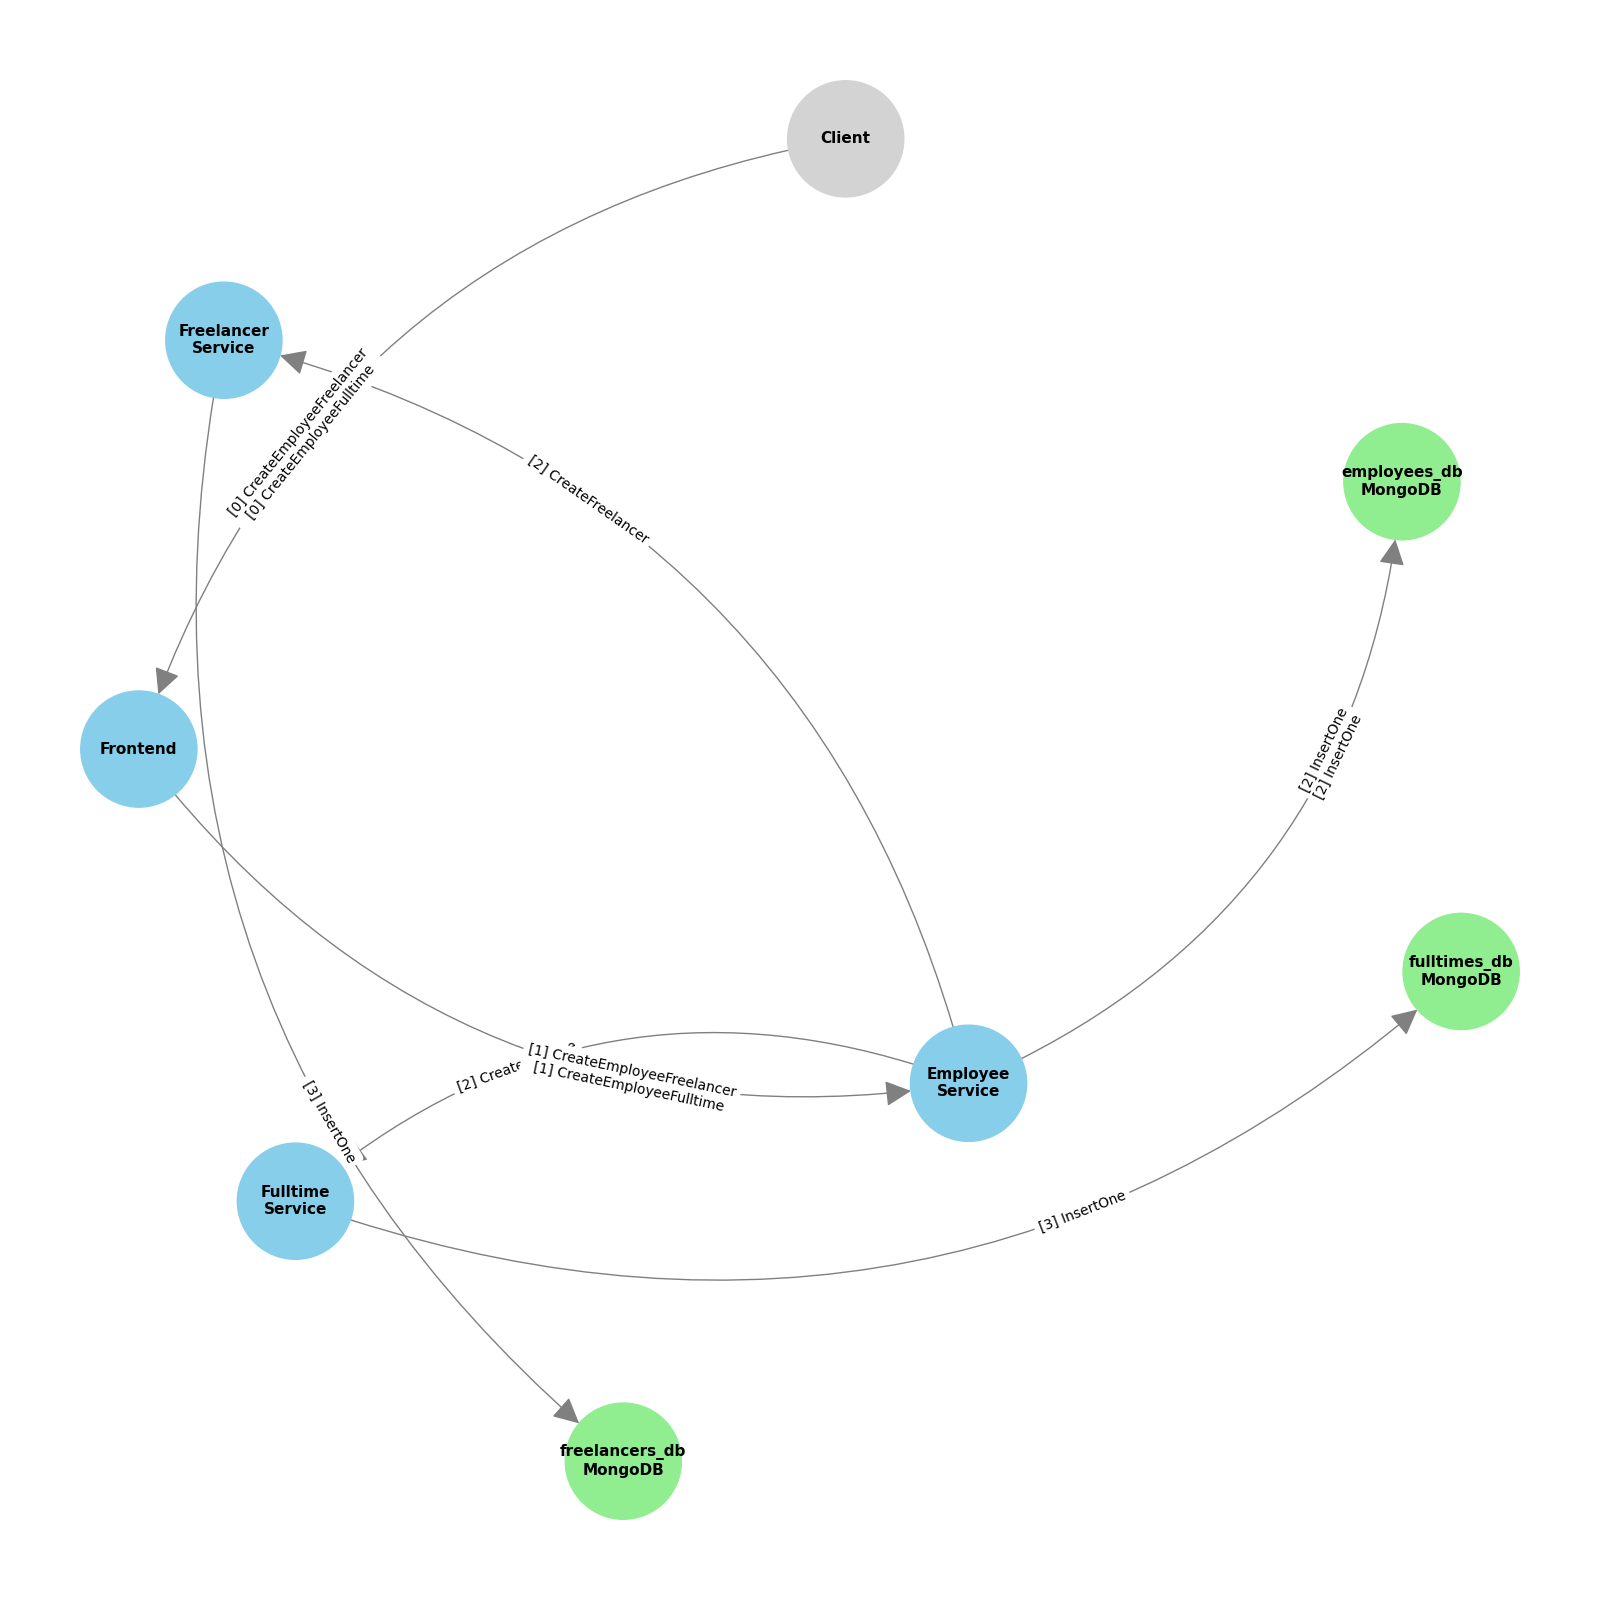 Client
Freelancer
Service
[0] CreateEmployeeFreelancer
[0] CreateEmployeeFulltime
[2] CreateFreelancer
employees_db
MongoDB
[2] InsertOne
[2] InsertOne
Frontend
fulltimes_db
MongoDB
Employee
Service
[2] Create
[1] CreateEmployeeFreelancer
[1] CreateEmployeeFulltime
[3] InsertOne
Fulltime
Service
[3] InsertOne
freelancers_db
MongoDB